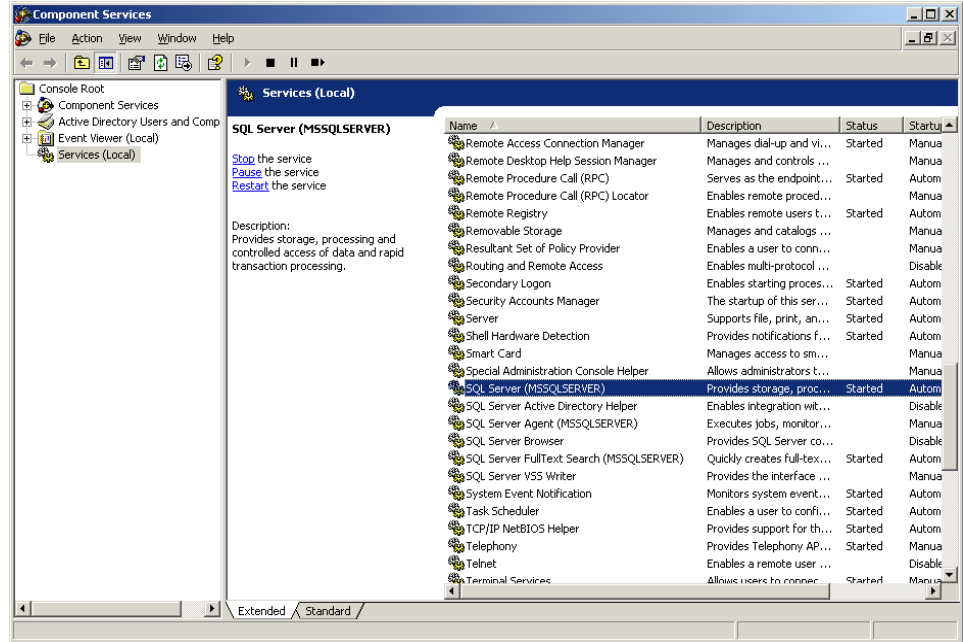 Component Services
File Action View Window Help
Console Root
Component Services
Active Directory Users and Comp
Event Viewer (Local)
Services (Local)
Services (Local)
SQL Server (MSSQLSERVER)
Stop the service
Pause the service
Restart the service
Description:
Provides storage, processing and
controlled access of data and rapid
transaction processing.
Name Description Status Startu
Remote Access Connection Manager Manages dial-up and vi... Started Manua
Remote Desktop Help Session Manager Manages and controls ... Manua
Remote Procedure Call (RPC) Serves as the endpoint... Started Autom
Remote Procedure Call (RPC) Locator Enables remote proced... Manua
Remote Registry Enables remote users t... Started Autom
Removable Storage Manages and catalogs ... Manua
Resultant Set of Policy Provider Enables a user to conn... Manua
Routing and Remote Access Enables multi-protocol ... Disable
Secondary Logon Enables starting proces... Started Autom
Security Accounts Manager The startup of this ser... Started Autom
Server Supports file, print, an... Started Autom
Shell Hardware Detection Provides notifications f... Started Autom
Smart Card Manages access to sm... Manua
Special Administration Console Helper Allows administrators t... Manua
SQL Server (MSSQLSERVER) Provides storage, proc... Started Autom
SQL Server Active Directory Helper Enables integration wit... Disable
SQL Server Agent (MSSQLSERVER) Executes jobs, monitor... Manua
SQL Server Browser Provides SQL Server co... Disable
SQL Server FullText Search (MSSQLSERVER) Quickly creates full-tex... Started Autom
SQL Server VSS Writer Provides the interface ... Manua
System Event Notification Monitors system event... Started Autom
Task Scheduler Enables a user to confi... Started Autom
TCP/IP NetBIOS Helper Provides support for th... Started Autom
Telephony Provides Telephony AP... Started Manua
Telnet Enables a remote user ... Disable
Terminal Services Allows users to connec... Started Manua
Extended Standard